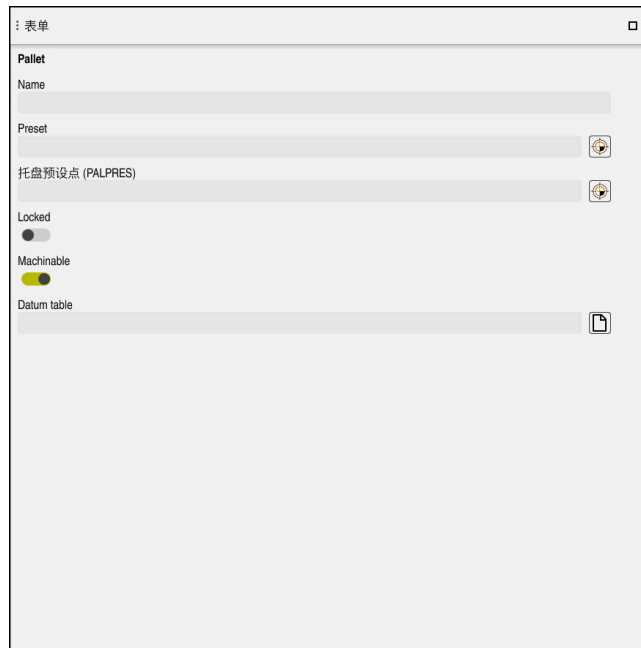 表单
Pallet
Name
Preset
托盘预设点 (PALPRES)
Locked
Machinable
Datum table